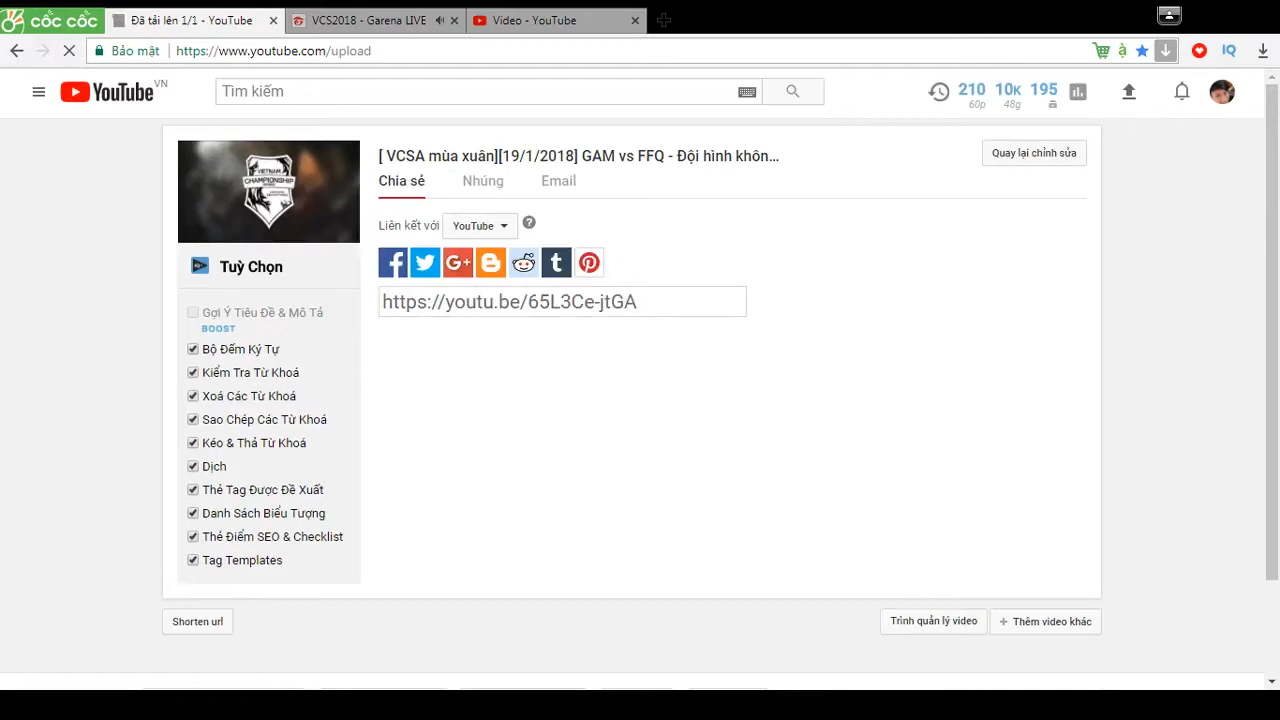 cốc cốc Đã tải lên 1/1 - YouTube VCS2018 - Garena LIVE Video - YouTube
Bảo mật https://www.youtube.com/upload IQ
YouTube VN Tìm kiếm 210 10K 195
60p 48g
[ VCSA mùa xuân][19/1/2018] GAM vs FFQ - Đội hình khôn...
Quay lại chỉnh sửa
VIETNAM
CHAMPIONSHIP
Chia sẻ Nhúng Email
Liên kết với YouTube ?
https://youtu.be/65L3Ce-jtGA
Tuỳ Chọn
Gợi Ý Tiêu Đề & Mô Tả
BOOST
Bộ Đếm Ký Tự
Kiểm Tra Từ Khoá
Xoá Các Từ Khoá
Sao Chép Các Từ Khoá
Kéo & Thả Từ Khoá
Dịch
Thẻ Tag Được Đề Xuất
Danh Sách Biểu Tượng
Thẻ Điểm SEO & Checklist
Tag Templates
Shorten url Trình quản lý video + Thêm video khác